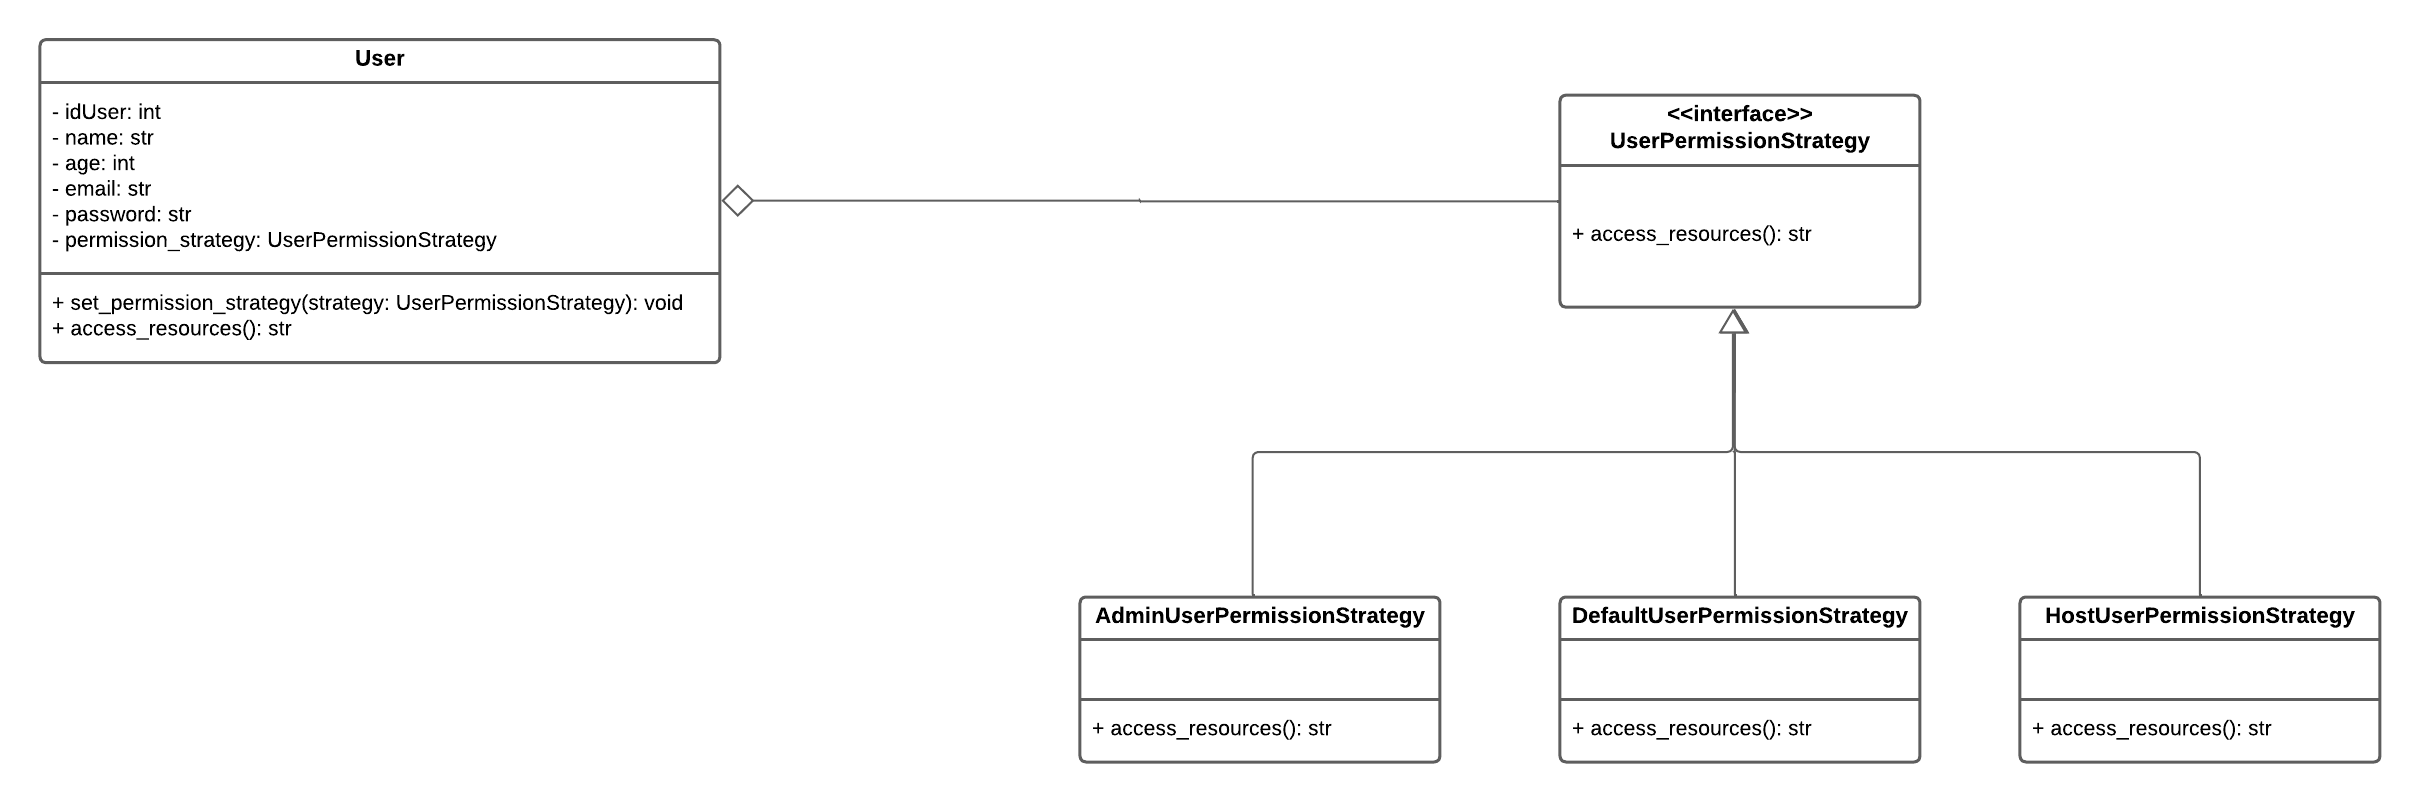 User
- idUser: int
- name: str
- age: int
- email: str
- password: str
- permission_strategy: UserPermissionStrategy
+ set_permission_strategy(strategy: UserPermissionStrategy): void
+ access_resources(): str
<<interface>>
UserPermissionStrategy
+ access_resources(): str
AdminUserPermissionStrategy
+ access_resources(): str
DefaultUserPermissionStrategy
+ access_resources(): str
HostUserPermissionStrategy
+ access_resources(): str